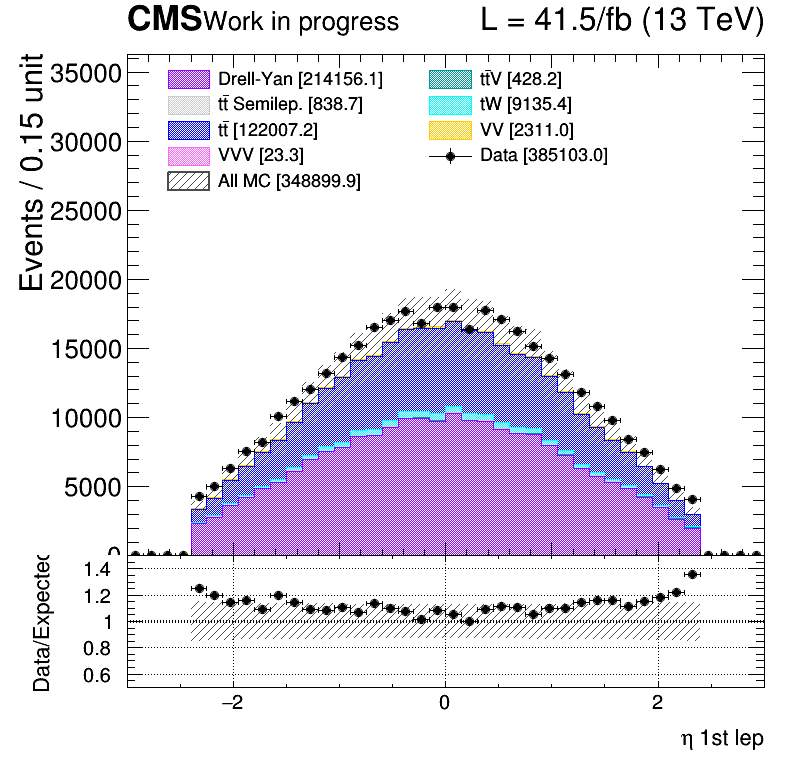 CMS Work in progress L = 41.5/fb (13 TeV)
Events / 0.15 unit
35000
30000
25000
20000
15000
10000
5000
0
Drell-Yan [214156.1]
tt̄ Semilep. [838.7]
tt̄ [122007.2]
VVV [23.3]
All MC [348899.9]
tt̄V [428.2]
tW [9135.4]
VV [2311.0]
Data [385103.0]
Data/Expected
1.4
1.2
1
0.8
0.6
−2 0 2
η 1st lep